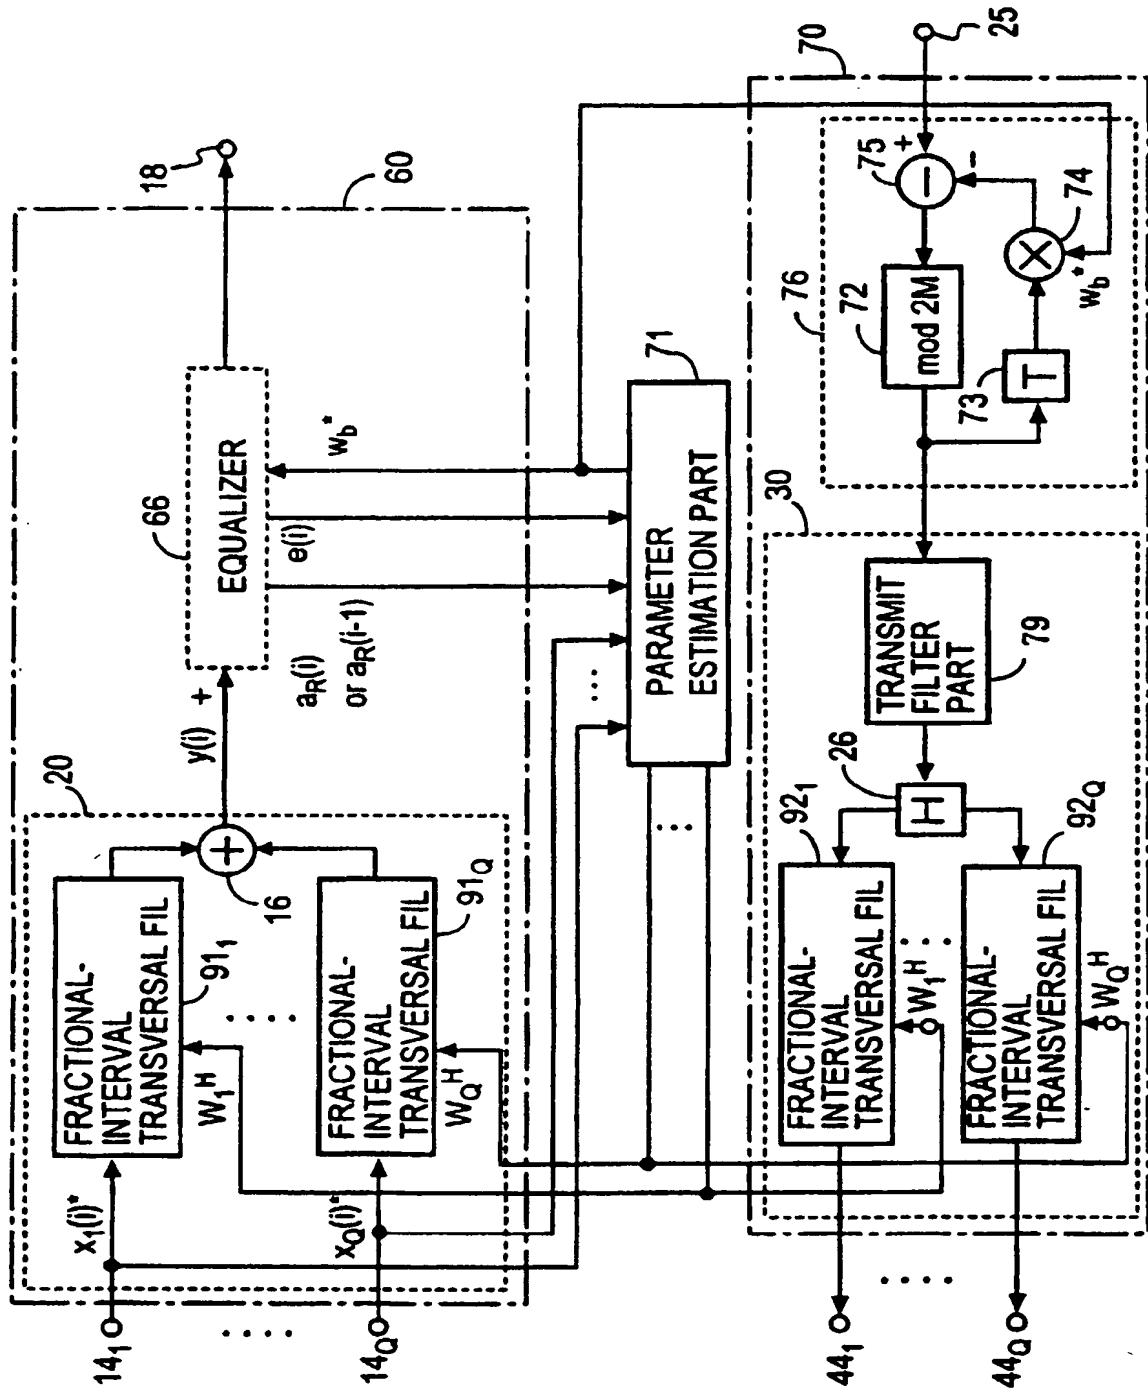 60
18
20
66
EQUALIZER
y(i)
+
e(i)
w_b^*
a_R(i)
or a_R(i-1)
14_1
x_1(i)^*
FRACTIONAL-
INTERVAL
TRANSVERSAL FIL
91_1
W_1^H
.....
+
16
.....
14_Q
x_Q(i)^*
FRACTIONAL-
INTERVAL
TRANSVERSAL FIL
91_Q
W_Q^H
...
PARAMETER
ESTIMATION PART
71
...
70
25
76
+
75
−
-
72
mod 2M
73
T
74
×
w_b^*
30
TRANSMIT
FILTER
PART
79
26
H
92_1
FRACTIONAL-
INTERVAL
TRANSVERSAL FIL
W_1^H
....
92_Q
FRACTIONAL-
INTERVAL
TRANSVERSAL FIL
W_Q^H
44_1
....
44_Q